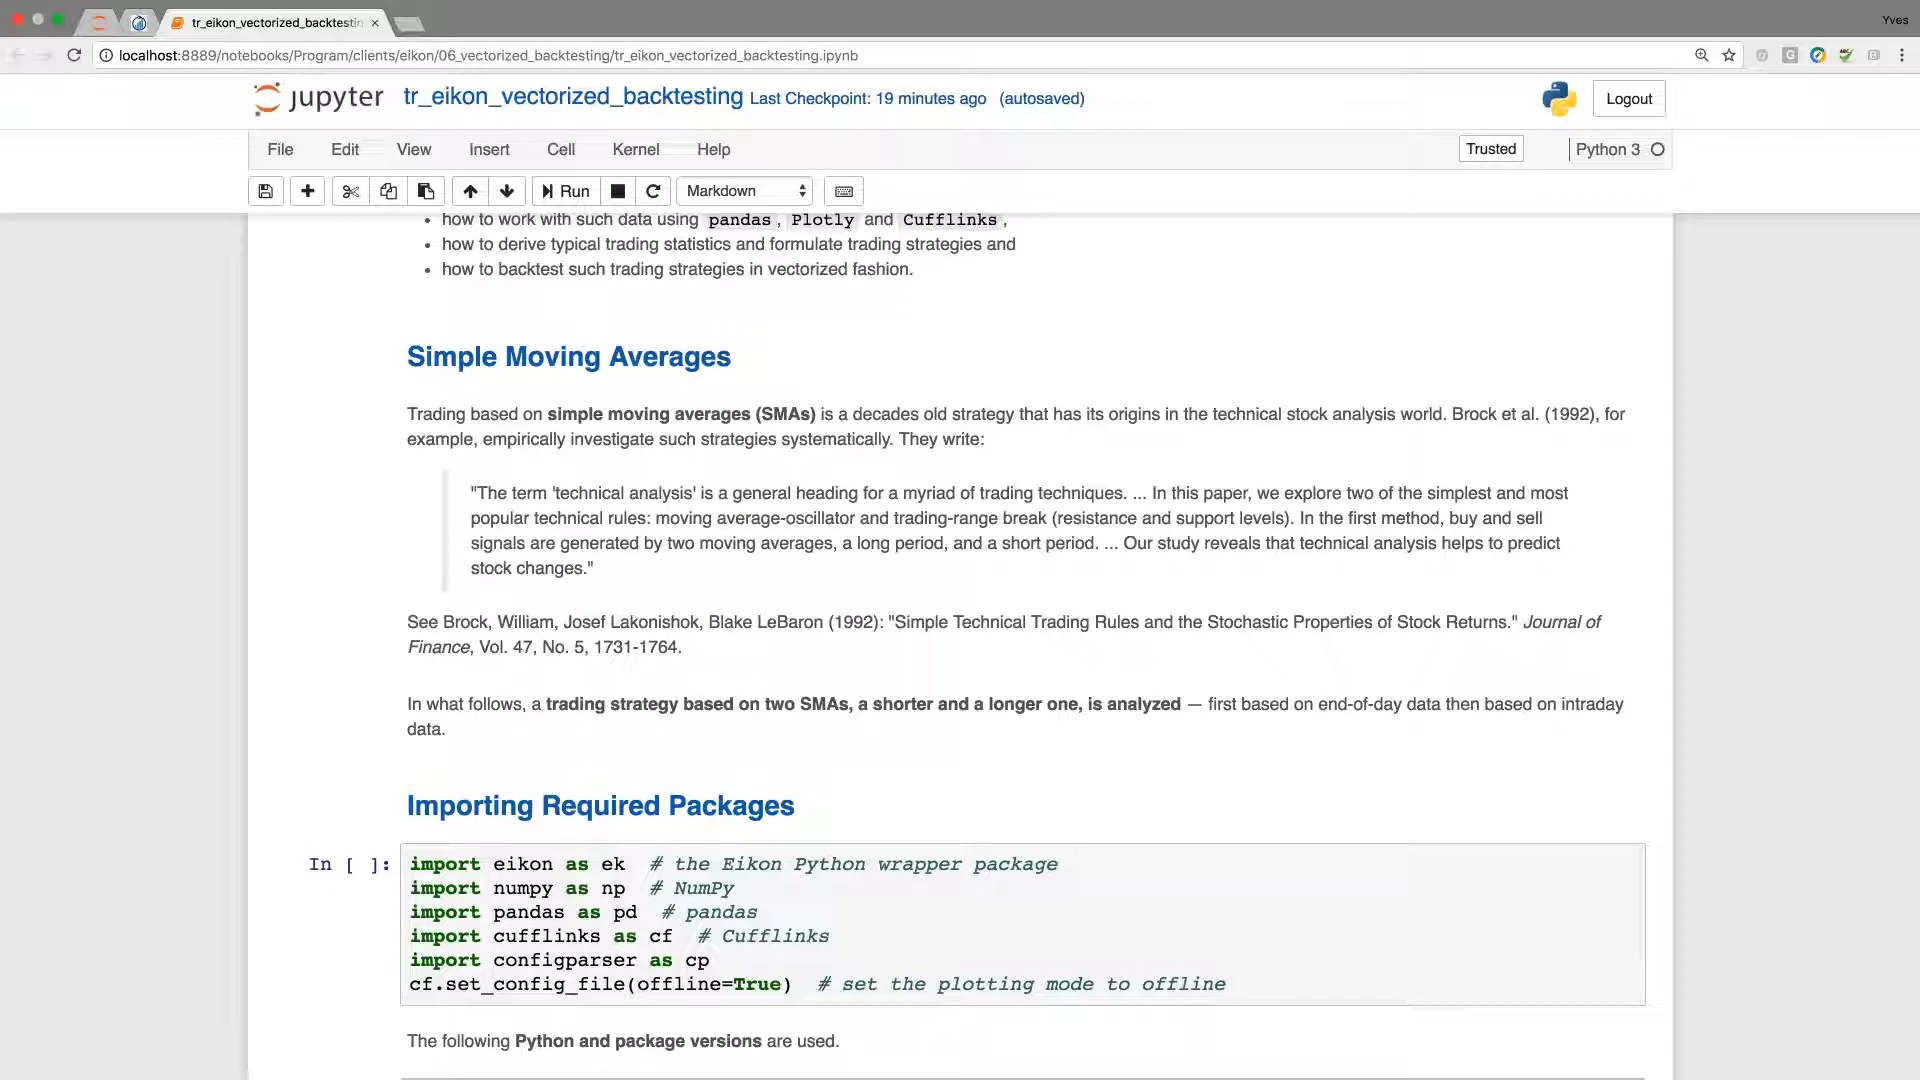 Yves
tr_eikon_vectorized_backtestin ×
localhost:8889/notebooks/Program/clients/eikon/06_vectorized_backtesting/tr_eikon_vectorized_backtesting.ipynb
jupyter tr_eikon_vectorized_backtesting Last Checkpoint: 19 minutes ago (autosaved)
Logout
File Edit View Insert Cell Kernel Help
Trusted Python 3
Run Markdown
• how to work with such data using pandas, Plotly and Cufflinks,
• how to derive typical trading statistics and formulate trading strategies and
• how to backtest such trading strategies in vectorized fashion.
Simple Moving Averages
Trading based on simple moving averages (SMAs) is a decades old strategy that has its origins in the technical stock analysis world. Brock et al. (1992), for
example, empirically investigate such strategies systematically. They write:
"The term 'technical analysis' is a general heading for a myriad of trading techniques. ... In this paper, we explore two of the simplest and most
popular technical rules: moving average-oscillator and trading-range break (resistance and support levels). In the first method, buy and sell
signals are generated by two moving averages, a long period, and a short period. ... Our study reveals that technical analysis helps to predict
stock changes."
See Brock, William, Josef Lakonishok, Blake LeBaron (1992): "Simple Technical Trading Rules and the Stochastic Properties of Stock Returns." Journal of
Finance, Vol. 47, No. 5, 1731-1764.
In what follows, a trading strategy based on two SMAs, a shorter and a longer one, is analyzed — first based on end-of-day data then based on intraday
data.
Importing Required Packages
In [ ]: import eikon as ek # the Eikon Python wrapper package
import numpy as np # NumPy
import pandas as pd # pandas
import cufflinks as cf # Cufflinks
import configparser as cp
cf.set_config_file(offline=True) # set the plotting mode to offline
The following Python and package versions are used.